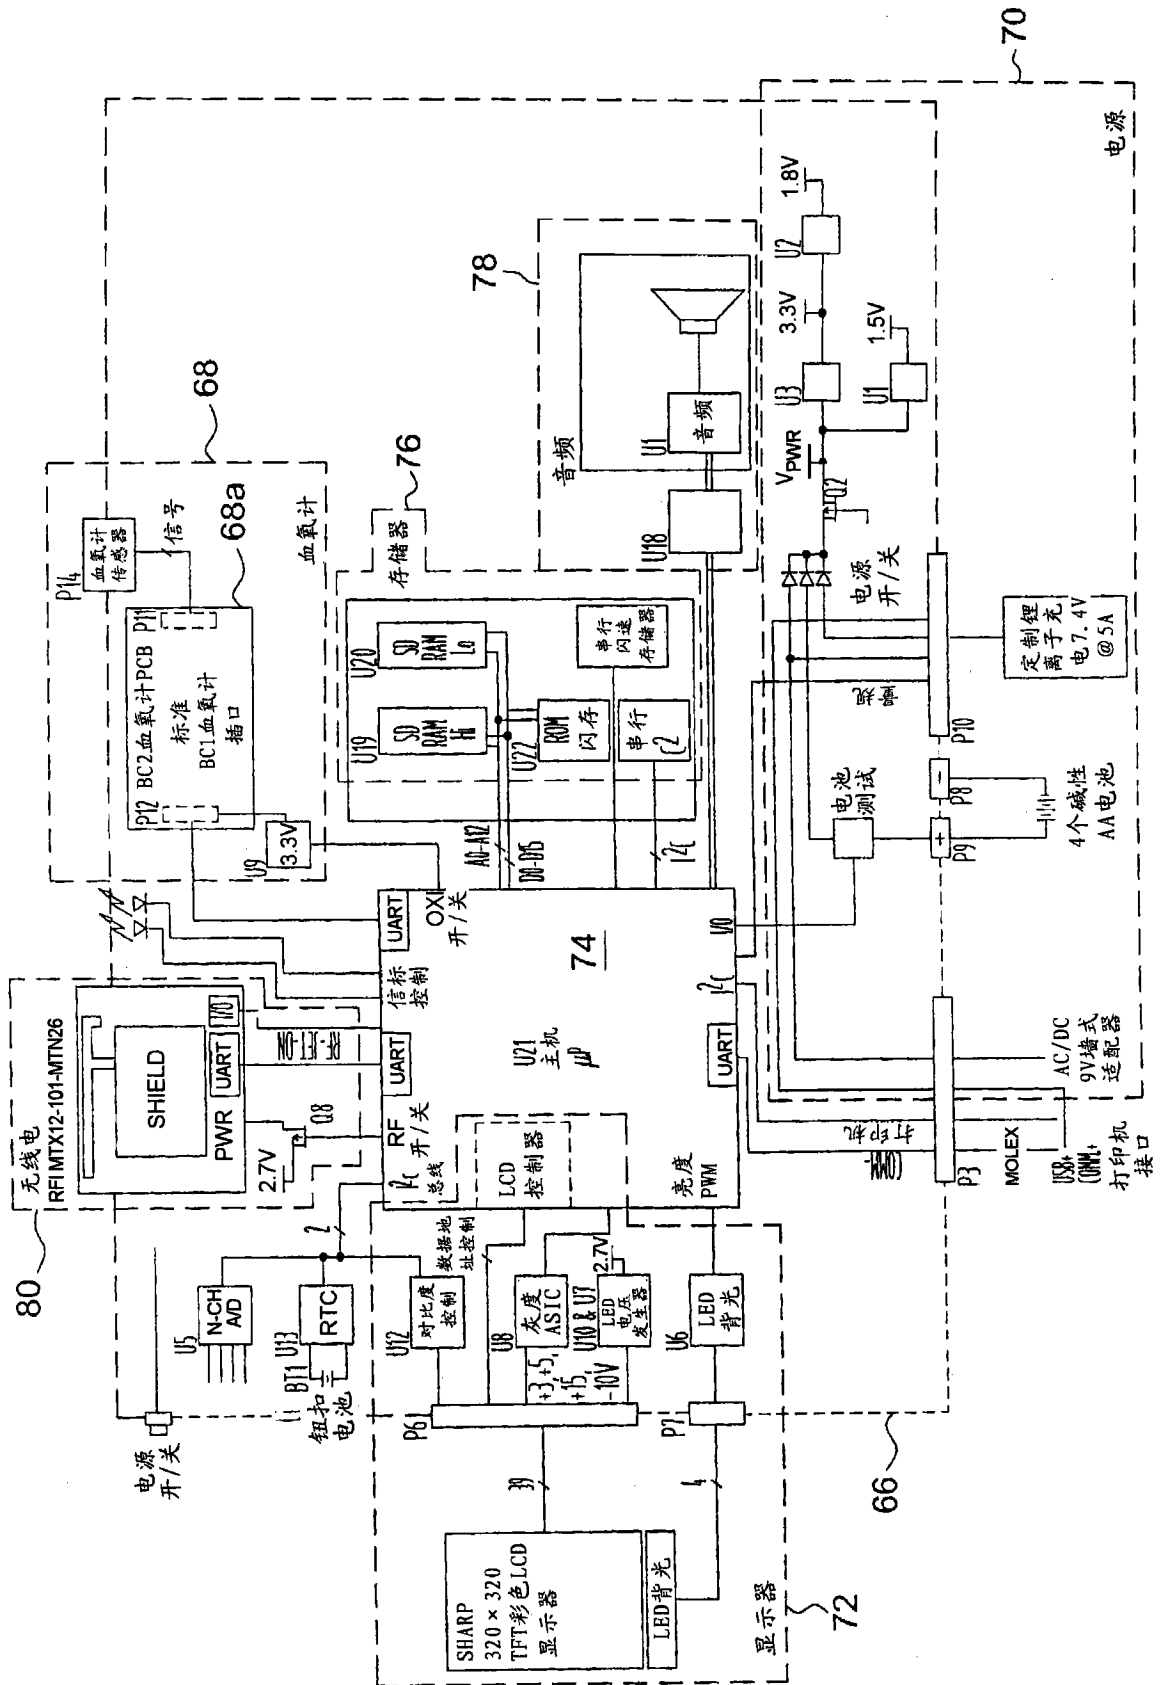 80
无线电
RFIMTX12-101-MTN26
SHIELD
PWR
UART
I/O
2.7V
Q8
电源
开/关
U5
N-CH
A/D
U13
RTC
BT1
钮扣
电池
2
U12
对比度
控制
数据地
址控制
U8
灰度
ASIC
+3,+5,
+15,
-10V
U10 & U7
LED
电压
发生器
2.7V
U6
LED
背光
P6
P7
39
4
SHARP
320×320
TFT彩色LCD
显示器
LED背光
显示器
72
66
RF
开/关
I²C
总线
UART
信标
控制
UART
OXI
开/关
LCD
控制器
亮度
PWM
U21
主机
μP
74
UART
I²C
I/O
68
P14
血氧计
传感器
信号
血氧计
68a
P11
P12
BC2血氧计PCB
标准
BC1血氧计
插口
U9
3.3V
76
存储器
U20
SD
RAM
Lo
U19
SD
RAM
Hi
U22
ROM
闪存
串行
闪速
存储器
串行
I²C
A0-A12
D0-D15
I²C
78
音频
U1
音频
U18
70
电源
1.8V
U2
3.3V
U3
1.5V
U1
VPWR
Q2
电源
开/关
定制锂
离子充
电7.4V
@5A
P10
电池
测试
P8
P9
+
-
4个碱性
AA电池
AC/DC
9V墙式
适配器
P3
打印机
COMM-
MOLEX
USB+
COMM+
打印机
接口